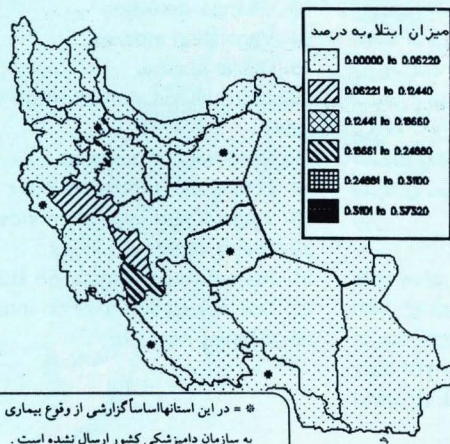 میزان ابتلاء به درصد
0.00000 to 0.06220
0.06221 to 0.12440
0.12441 to 0.18660
0.18661 to 0.24880
0.24881 to 0.31100
0.31101 to 0.37320
* = در این استانها اساساً گزارشی از وقوع بیماری
به سازمان دامپزشکی کشور ارسال نشده است .